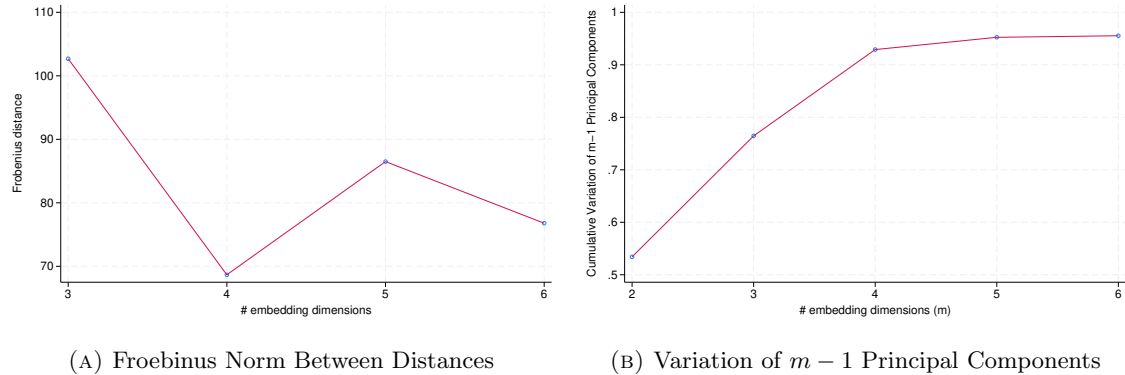 110
100
90
80
70
Frobenius distance
3 4 5 6
# embedding dimensions
(A) Froebinus Norm Between Distances
1
.9
.8
.7
.6
.5
Cumulative Variation of m−1 Principal Components
2 3 4 5 6
# embedding dimensions (m)
(B) Variation of m − 1 Principal Components